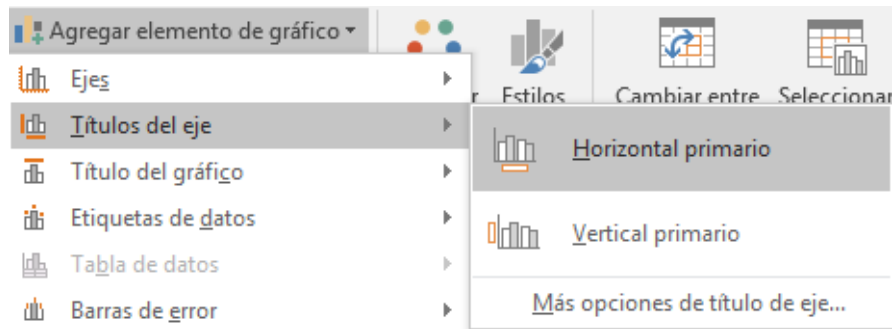 Agregar elemento de gráfico
Ejes
Títulos del eje
Título del gráfico
Etiquetas de datos
Tabla de datos
Barras de error
Estilos
Cambiar entre
Seleccionar
Horizontal primario
Vertical primario
Más opciones de título de eje...